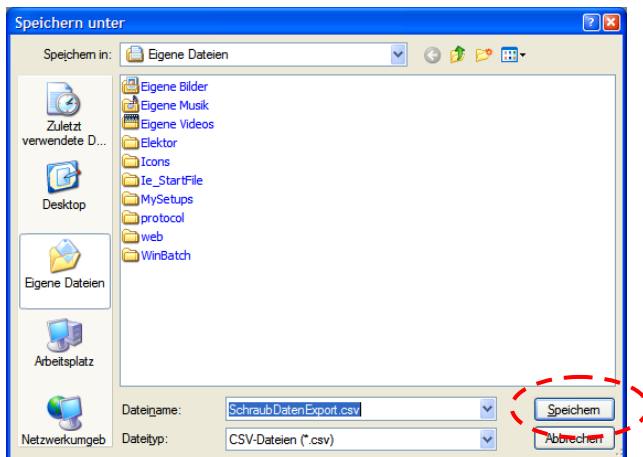 Speichern unter
Speichern in: Eigene Dateien
Eigene Bilder
Eigene Musik
Eigene Videos
Elektor
Icons
Ie_StartFile
MySetups
protocol
web
WinBatch
Zuletzt
verwendete D...
Desktop
Eigene Dateien
Arbeitsplatz
Netzwerkumgeb
Dateiname: SchraubDatenExport.csv Speichern
Dateityp: CSV-Dateien (*.csv) Abbrechen